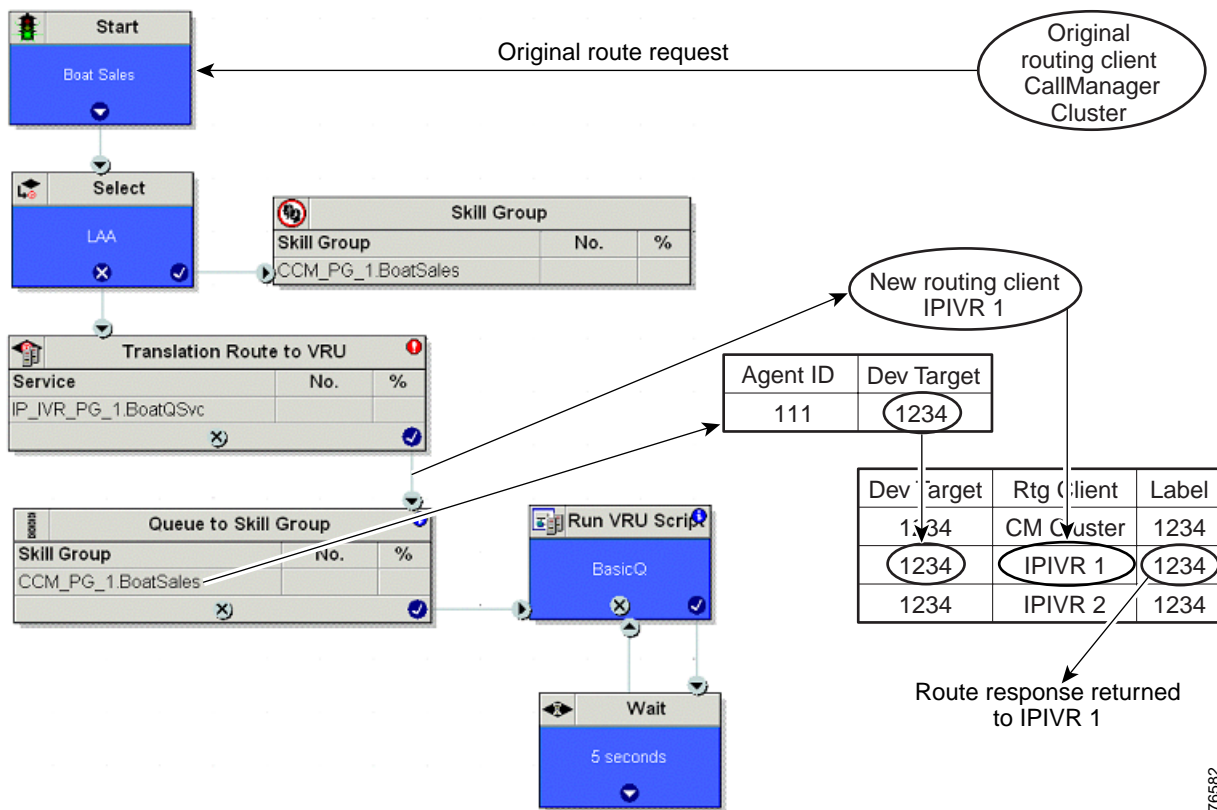 Start
Boat Sales
Original route request
Original
routing client
CallManager
Cluster
Select
LAA
Skill Group
Skill Group No. %
CCM_PG_1.BoatSales
New routing client
IPIVR 1
Translation Route to VRU
Service No. %
IP_IVR_PG_1.BoatQSvc
Agent ID Dev Target
111 1234
Queue to Skill Group
Skill Group No. %
CCM_PG_1.BoatSales
Run VRU Script
BasicQ
Dev Target Rtg Client Label
1234 CM Cluster 1234
1234 IPIVR 1 1234
1234 IPIVR 2 1234
Route response returned
to IPIVR 1
Wait
5 seconds
76582